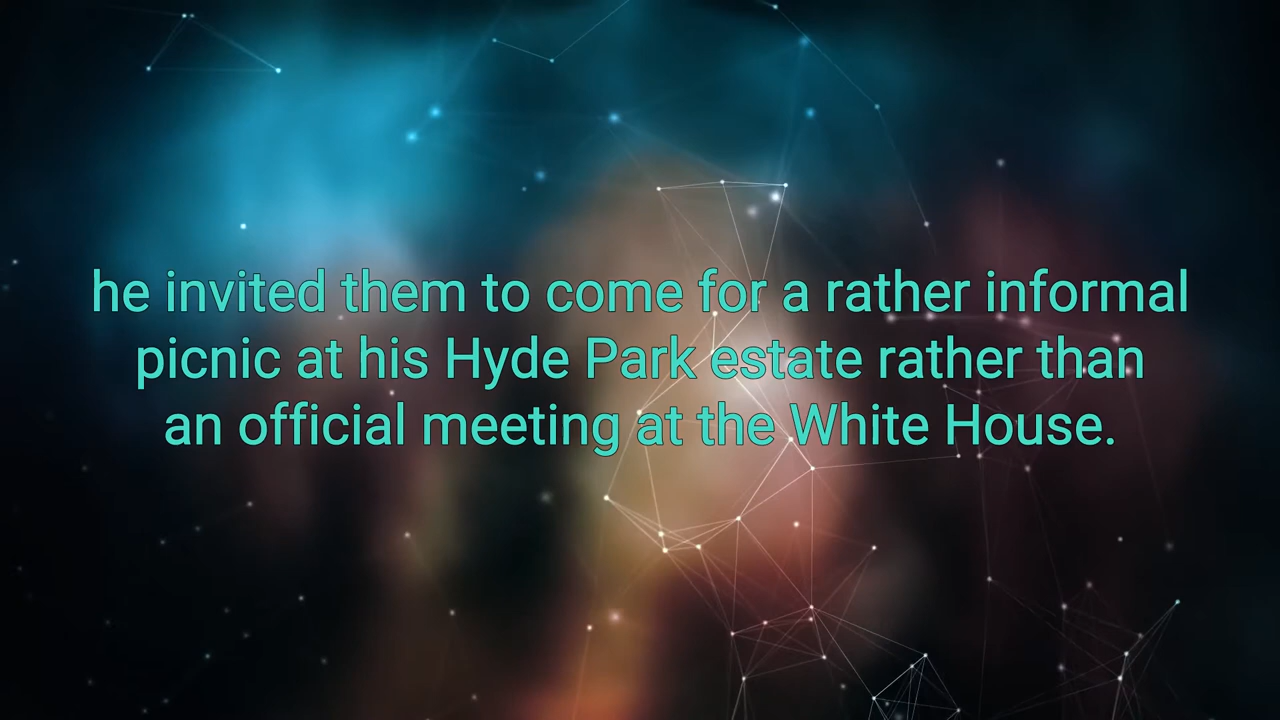 he invited them to come for a rather informal
picnic at his Hyde Park estate rather than
an official meeting at the White House.